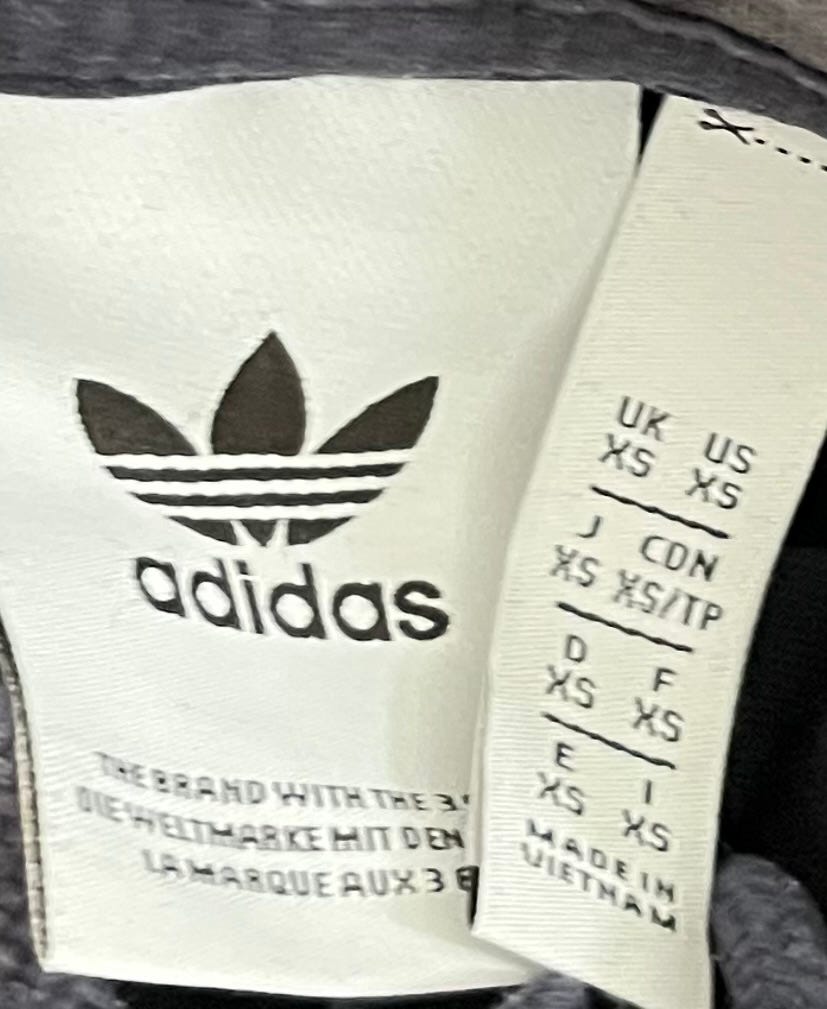 adidas
THE BRAND WITH THE 3
DIE WELTMARKE MIT DEN
LA MARQUE AUX 3
UK US
XS XS
J CDN
XS XS/TP
D F
XS XS
E I
XS XS
MADE IN
VIETNAM